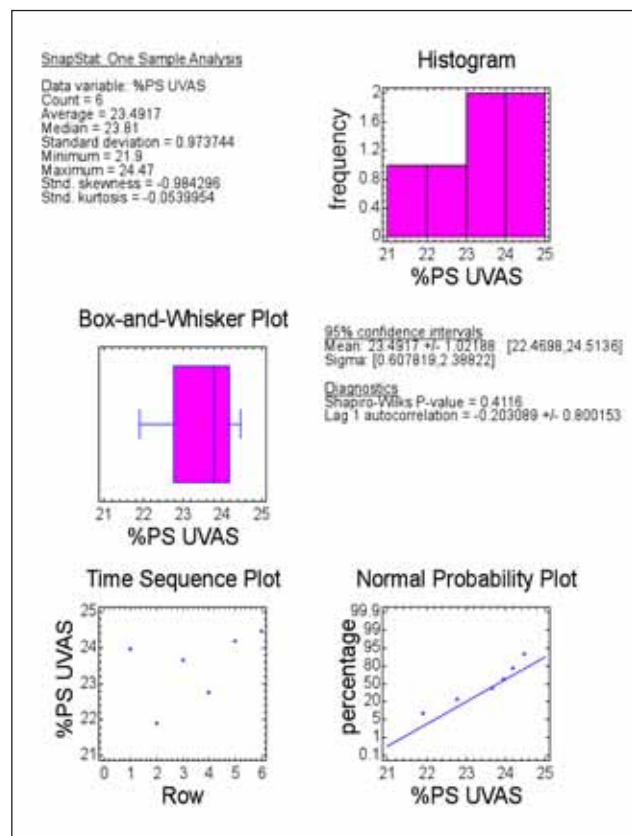 SnapStat: One Sample Analysis
Data variable: %PS UVAS
Count = 6
Average = 23.4917
Median = 23.81
Standard deviation = 0.973744
Minimum = 21.9
Maximum = 24.47
Stnd. skewness = -0.984296
Stnd. kurtosis = -0.0539954
Histogram
frequency
2
1.6
1.2
0.8
0.4
0
21 22 23 24 25
%PS UVAS
Box-and-Whisker Plot
21 22 23 24 25
%PS UVAS
95% confidence intervals
Mean: 23.4917 +/- 1.02188 [22.4698,24.5136]
Sigma: [0.607819,2.38822]
Diagnostics
Shapiro-Wilks P-value = 0.4116
Lag 1 autocorrelation = -0.203089 +/- 0.800153
Time Sequence Plot
%PS UVAS
25
24
23
22
21
0 1 2 3 4 5 6
Row
Normal Probability Plot
percentage
99.9
99
95
80
50
20
5
1
0.1
21 22 23 24 25
%PS UVAS